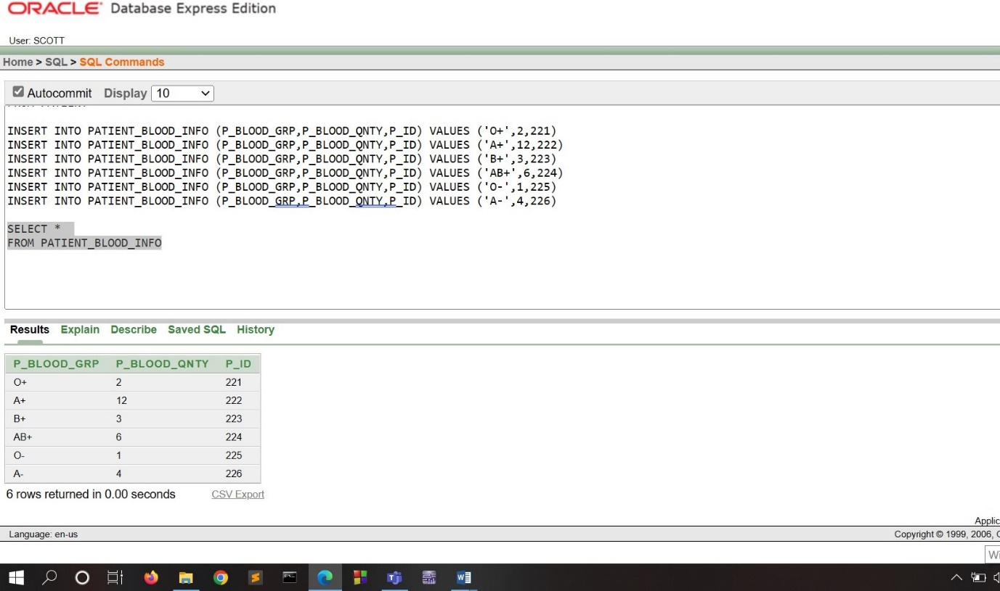 ORACLE Database Express Edition
User: SCOTT
Home > SQL > SQL Commands
Autocommit Display 10
INSERT INTO PATIENT_BLOOD_INFO (P_BLOOD_GRP,P_BLOOD_QNTY,P_ID) VALUES ('O+',2,221)
INSERT INTO PATIENT_BLOOD_INFO (P_BLOOD_GRP,P_BLOOD_QNTY,P_ID) VALUES ('A+',12,222)
INSERT INTO PATIENT_BLOOD_INFO (P_BLOOD_GRP,P_BLOOD_QNTY,P_ID) VALUES ('B+',3,223)
INSERT INTO PATIENT_BLOOD_INFO (P_BLOOD_GRP,P_BLOOD_QNTY,P_ID) VALUES ('AB+',6,224)
INSERT INTO PATIENT_BLOOD_INFO (P_BLOOD_GRP,P_BLOOD_QNTY,P_ID) VALUES ('O-',1,225)
INSERT INTO PATIENT_BLOOD_INFO (P_BLOOD_GRP,P_BLOOD_QNTY,P_ID) VALUES ('A-',4,226)
SELECT *
FROM PATIENT_BLOOD_INFO
Results Explain Describe Saved SQL History
P_BLOOD_GRP P_BLOOD_QNTY P_ID
O+ 2 221
A+ 12 222
B+ 3 223
AB+ 6 224
O- 1 225
A- 4 226
6 rows returned in 0.00 seconds CSV Export
Applic
Language: en-us Copyright © 1999, 2006,
Wi